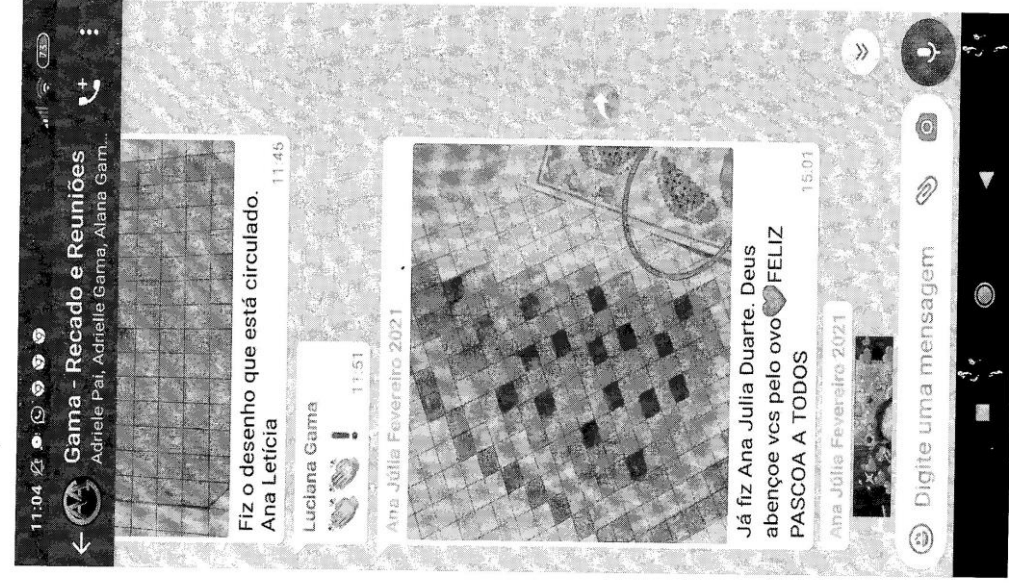 11:04
73
Gama - Recado e Reuniões
Adriele Pai, Adrielle Gama, Alana Gam...
Fiz o desenho que está circulado.
Ana Letícia
11:45
Luciana Gama
11:51
Ana Júlia Fevereiro 2021
Já fiz Ana Julia Duarte. Deus
abençoe vcs pelo ovo🤍FELIZ
PASCOA A TODOS
15:01
Ana Júlia Fevereiro 2021
Digite uma mensagem